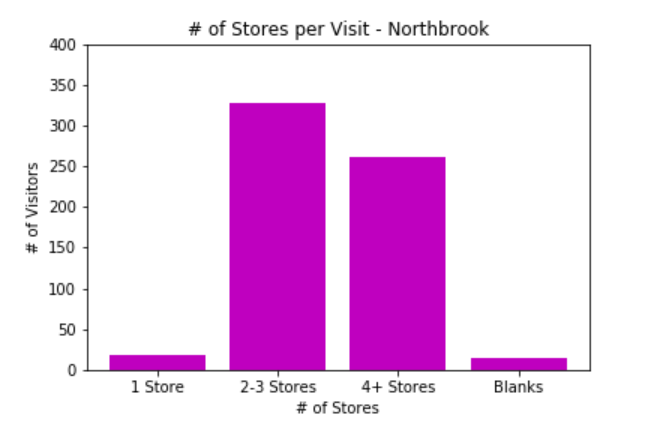 # of Stores per Visit - Northbrook
400
350
300
250
200
150
100
50
0
# of Visitors
1 Store
2-3 Stores
4+ Stores
Blanks
# of Stores